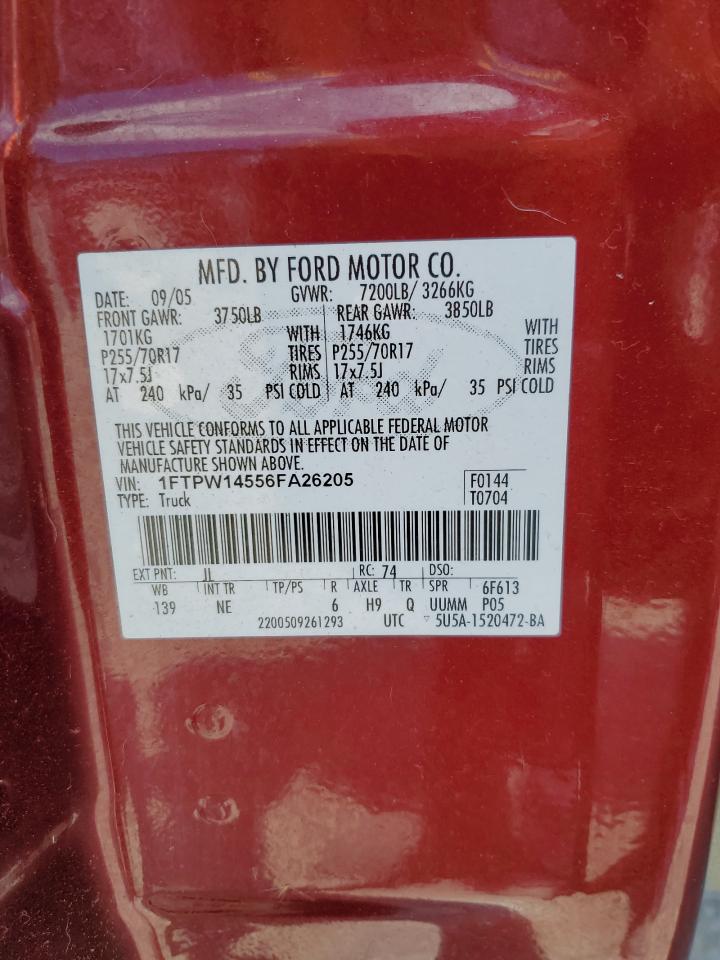 MFD. BY FORD MOTOR CO.
DATE: 09/05 GVWR: 7200LB/ 3266KG
FRONT GAWR: 3750LB REAR GAWR: 3850LB
1701KG WITH 1746KG WITH
P255/70R17 TIRES P255/70R17 TIRES
17x7.5J RIMS 17x7.5J RIMS
AT 240 kPa/ 35 PSI COLD AT 240 kPa/ 35 PSI COLD
Ford
THIS VEHICLE CONFORMS TO ALL APPLICABLE FEDERAL MOTOR
VEHICLE SAFETY STANDARDS IN EFFECT ON THE DATE OF
MANUFACTURE SHOWN ABOVE.
VIN: 1FTPW14556FA26205 F0144
TYPE: Truck T0704
EXT PNT: JL RC: 74 DSO:
WB INT TR TP/PS R AXLE TR SPR 6F613
139 NE 6 H9 Q UUMM P05
2200509261293 UTC 5U5A-1520472-BA